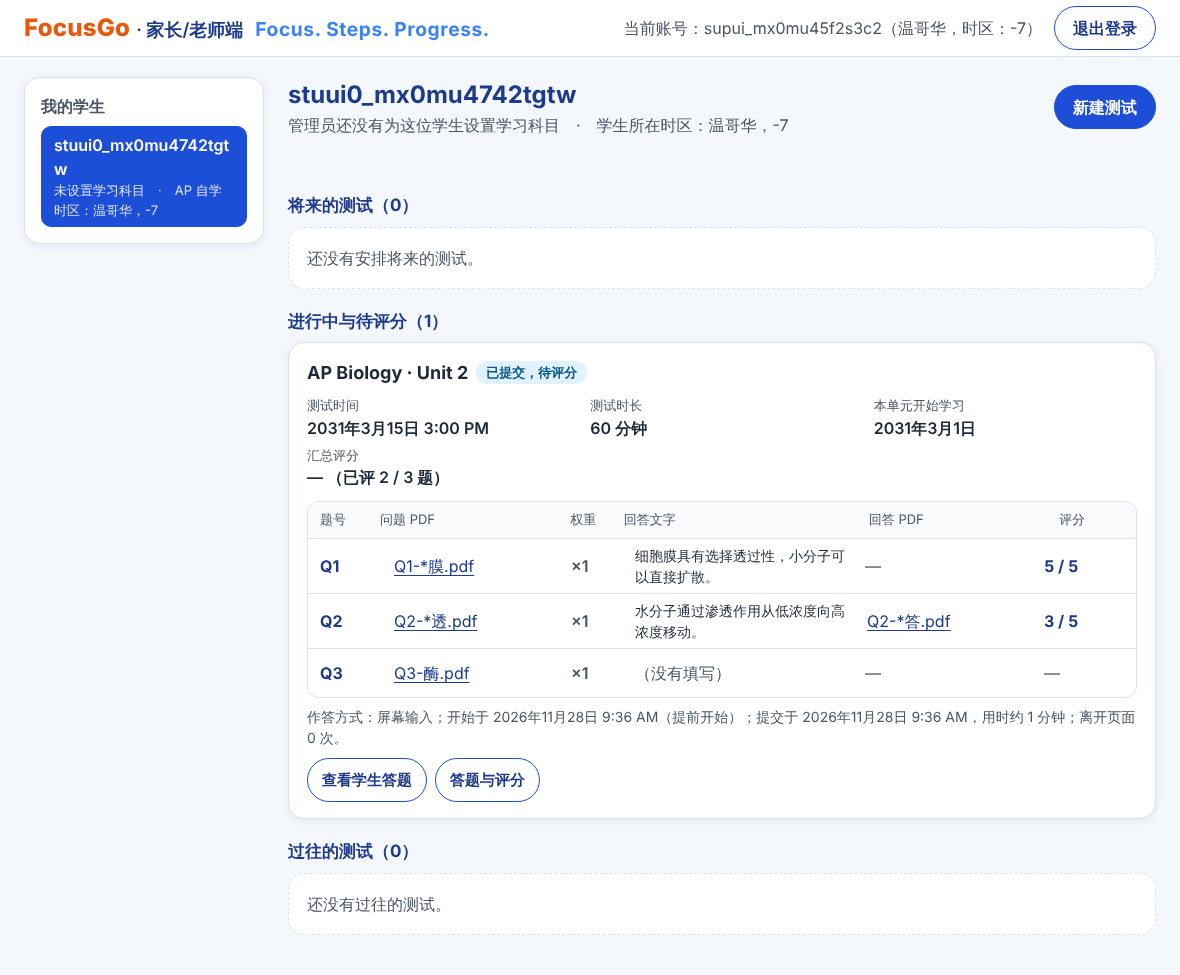 FocusGo · 家长/老师端 Focus. Steps. Progress.
当前账号：supui_mx0mu45f2s3c2（温哥华，时区：-7）
退出登录
我的学生
stuui0_mx0mu4742tgt
w
未设置学习科目 · AP 自学
时区：温哥华，-7
stuui0_mx0mu4742tgtw
管理员还没有为这位学生设置学习科目 · 学生所在时区：温哥华，-7
新建测试
将来的测试（0）
还没有安排将来的测试。
进行中与待评分（1）
AP Biology · Unit 2 已提交，待评分
测试时间 测试时长 本单元开始学习
2031年3月15日 3:00 PM 60 分钟 2031年3月1日
汇总评分
— （已评 2 / 3 题）
题号 问题 PDF 权重 回答文字 回答 PDF 评分
Q1 Q1-*膜.pdf ×1 细胞膜具有选择透过性，小分子可 — 5 / 5
以直接扩散。
Q2 Q2-*透.pdf ×1 水分子通过渗透作用从低浓度向高 Q2-*答.pdf 3 / 5
浓度移动。
Q3 Q3-酶.pdf ×1 （没有填写） — —
作答方式：屏幕输入；开始于 2026年11月28日 9:36 AM（提前开始）；提交于 2026年11月28日 9:36 AM，用时约 1 分钟；离开页面
0 次。
查看学生答题 答题与评分
过往的测试（0）
还没有过往的测试。